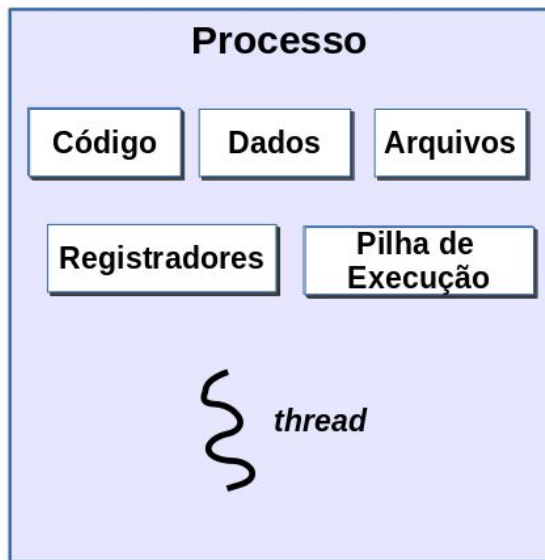 Processo
Código Dados Arquivos
Registradores
Pilha de
Execução
thread